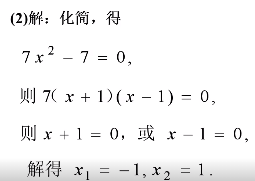 (2)解：化简，得
7x² − 7 = 0,
则 7( x + 1)( x − 1) = 0,
则 x + 1 = 0，或 x − 1 = 0,
解得 x₁ = −1, x₂ = 1.